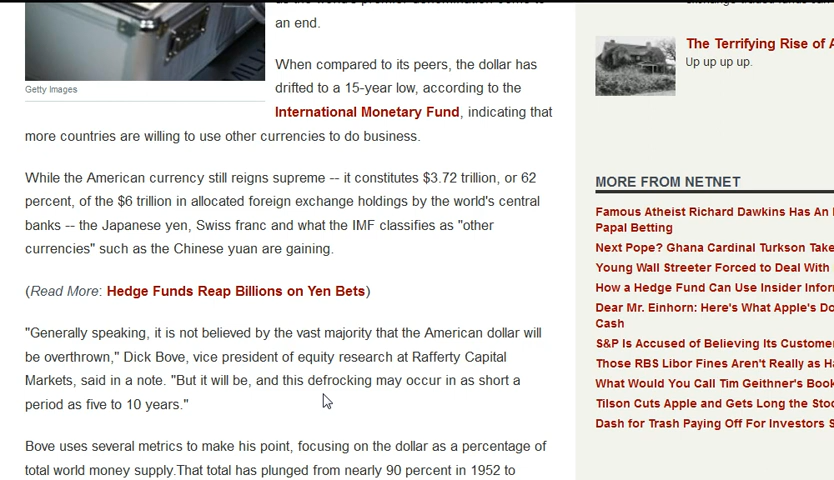 an end.
When compared to its peers, the dollar has
drifted to a 15-year low, according to the
International Monetary Fund, indicating that
more countries are willing to use other currencies to do business.
Getty Images
While the American currency still reigns supreme -- it constitutes $3.72 trillion, or 62
percent, of the $6 trillion in allocated foreign exchange holdings by the world's central
banks -- the Japanese yen, Swiss franc and what the IMF classifies as "other
currencies" such as the Chinese yuan are gaining.
(Read More: Hedge Funds Reap Billions on Yen Bets)
"Generally speaking, it is not believed by the vast majority that the American dollar will
be overthrown," Dick Bove, vice president of equity research at Rafferty Capital
Markets, said in a note. "But it will be, and this defrocking may occur in as short a
period as five to 10 years."
Bove uses several metrics to make his point, focusing on the dollar as a percentage of
total world money supply.That total has plunged from nearly 90 percent in 1952 to
The Terrifying Rise of A
Up up up up.
MORE FROM NETNET
Famous Atheist Richard Dawkins Has An
Papal Betting
Next Pope? Ghana Cardinal Turkson Take
Young Wall Streeter Forced to Deal With
How a Hedge Fund Can Use Insider Infor
Dear Mr. Einhorn: Here's What Apple's Do
Cash
S&P Is Accused of Believing Its Custome
Those RBS Libor Fines Aren't Really as Ha
What Would You Call Tim Geithner's Book
Tilson Cuts Apple and Gets Long the Sto
Dash for Trash Paying Off For Investors S